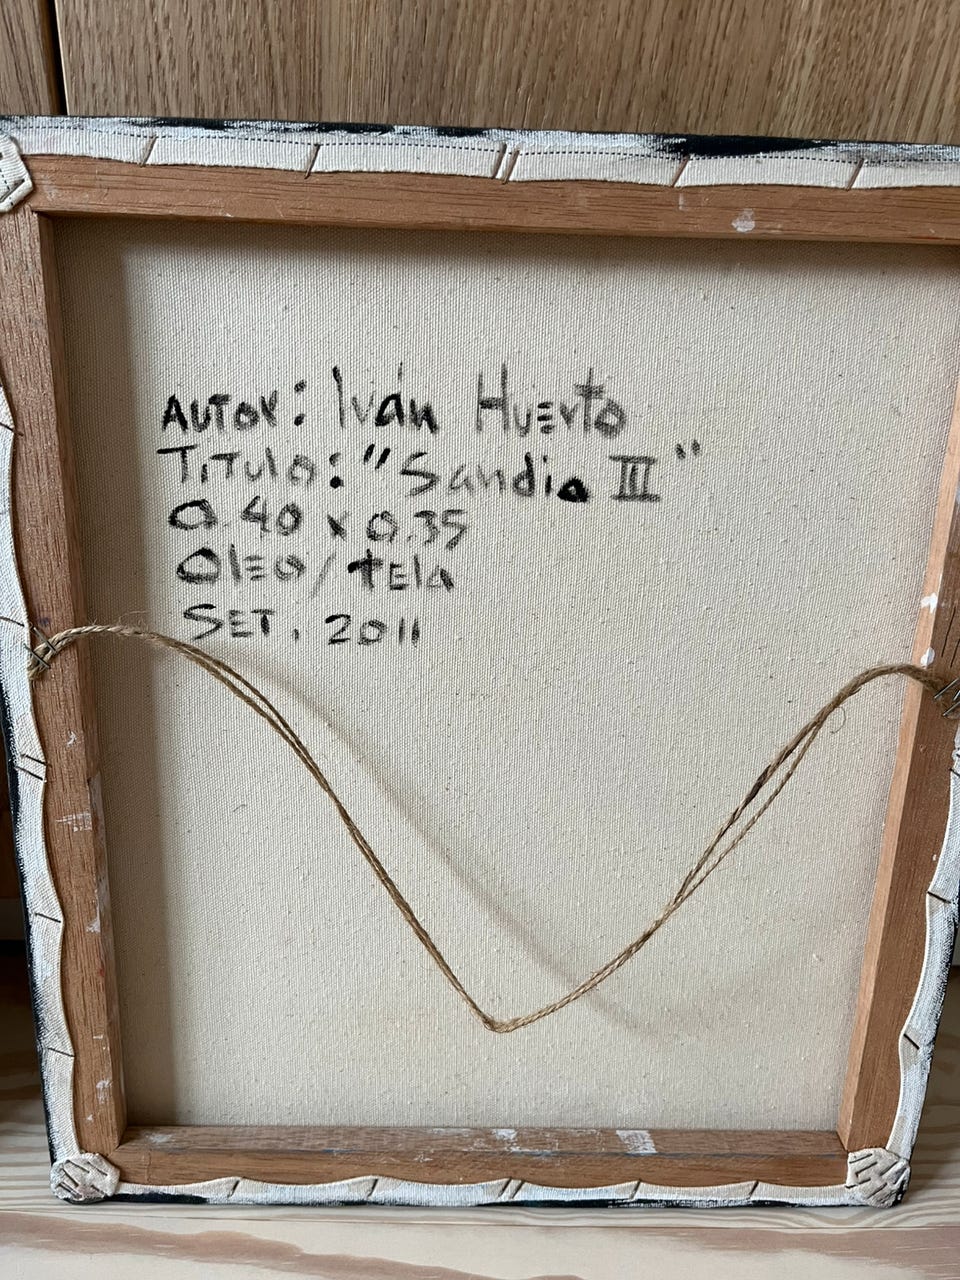 AUTOR: Iván Huerto
TITulo: "Sandia III"
0.40 x 0.35
OLEO/tELa
SET. 2011